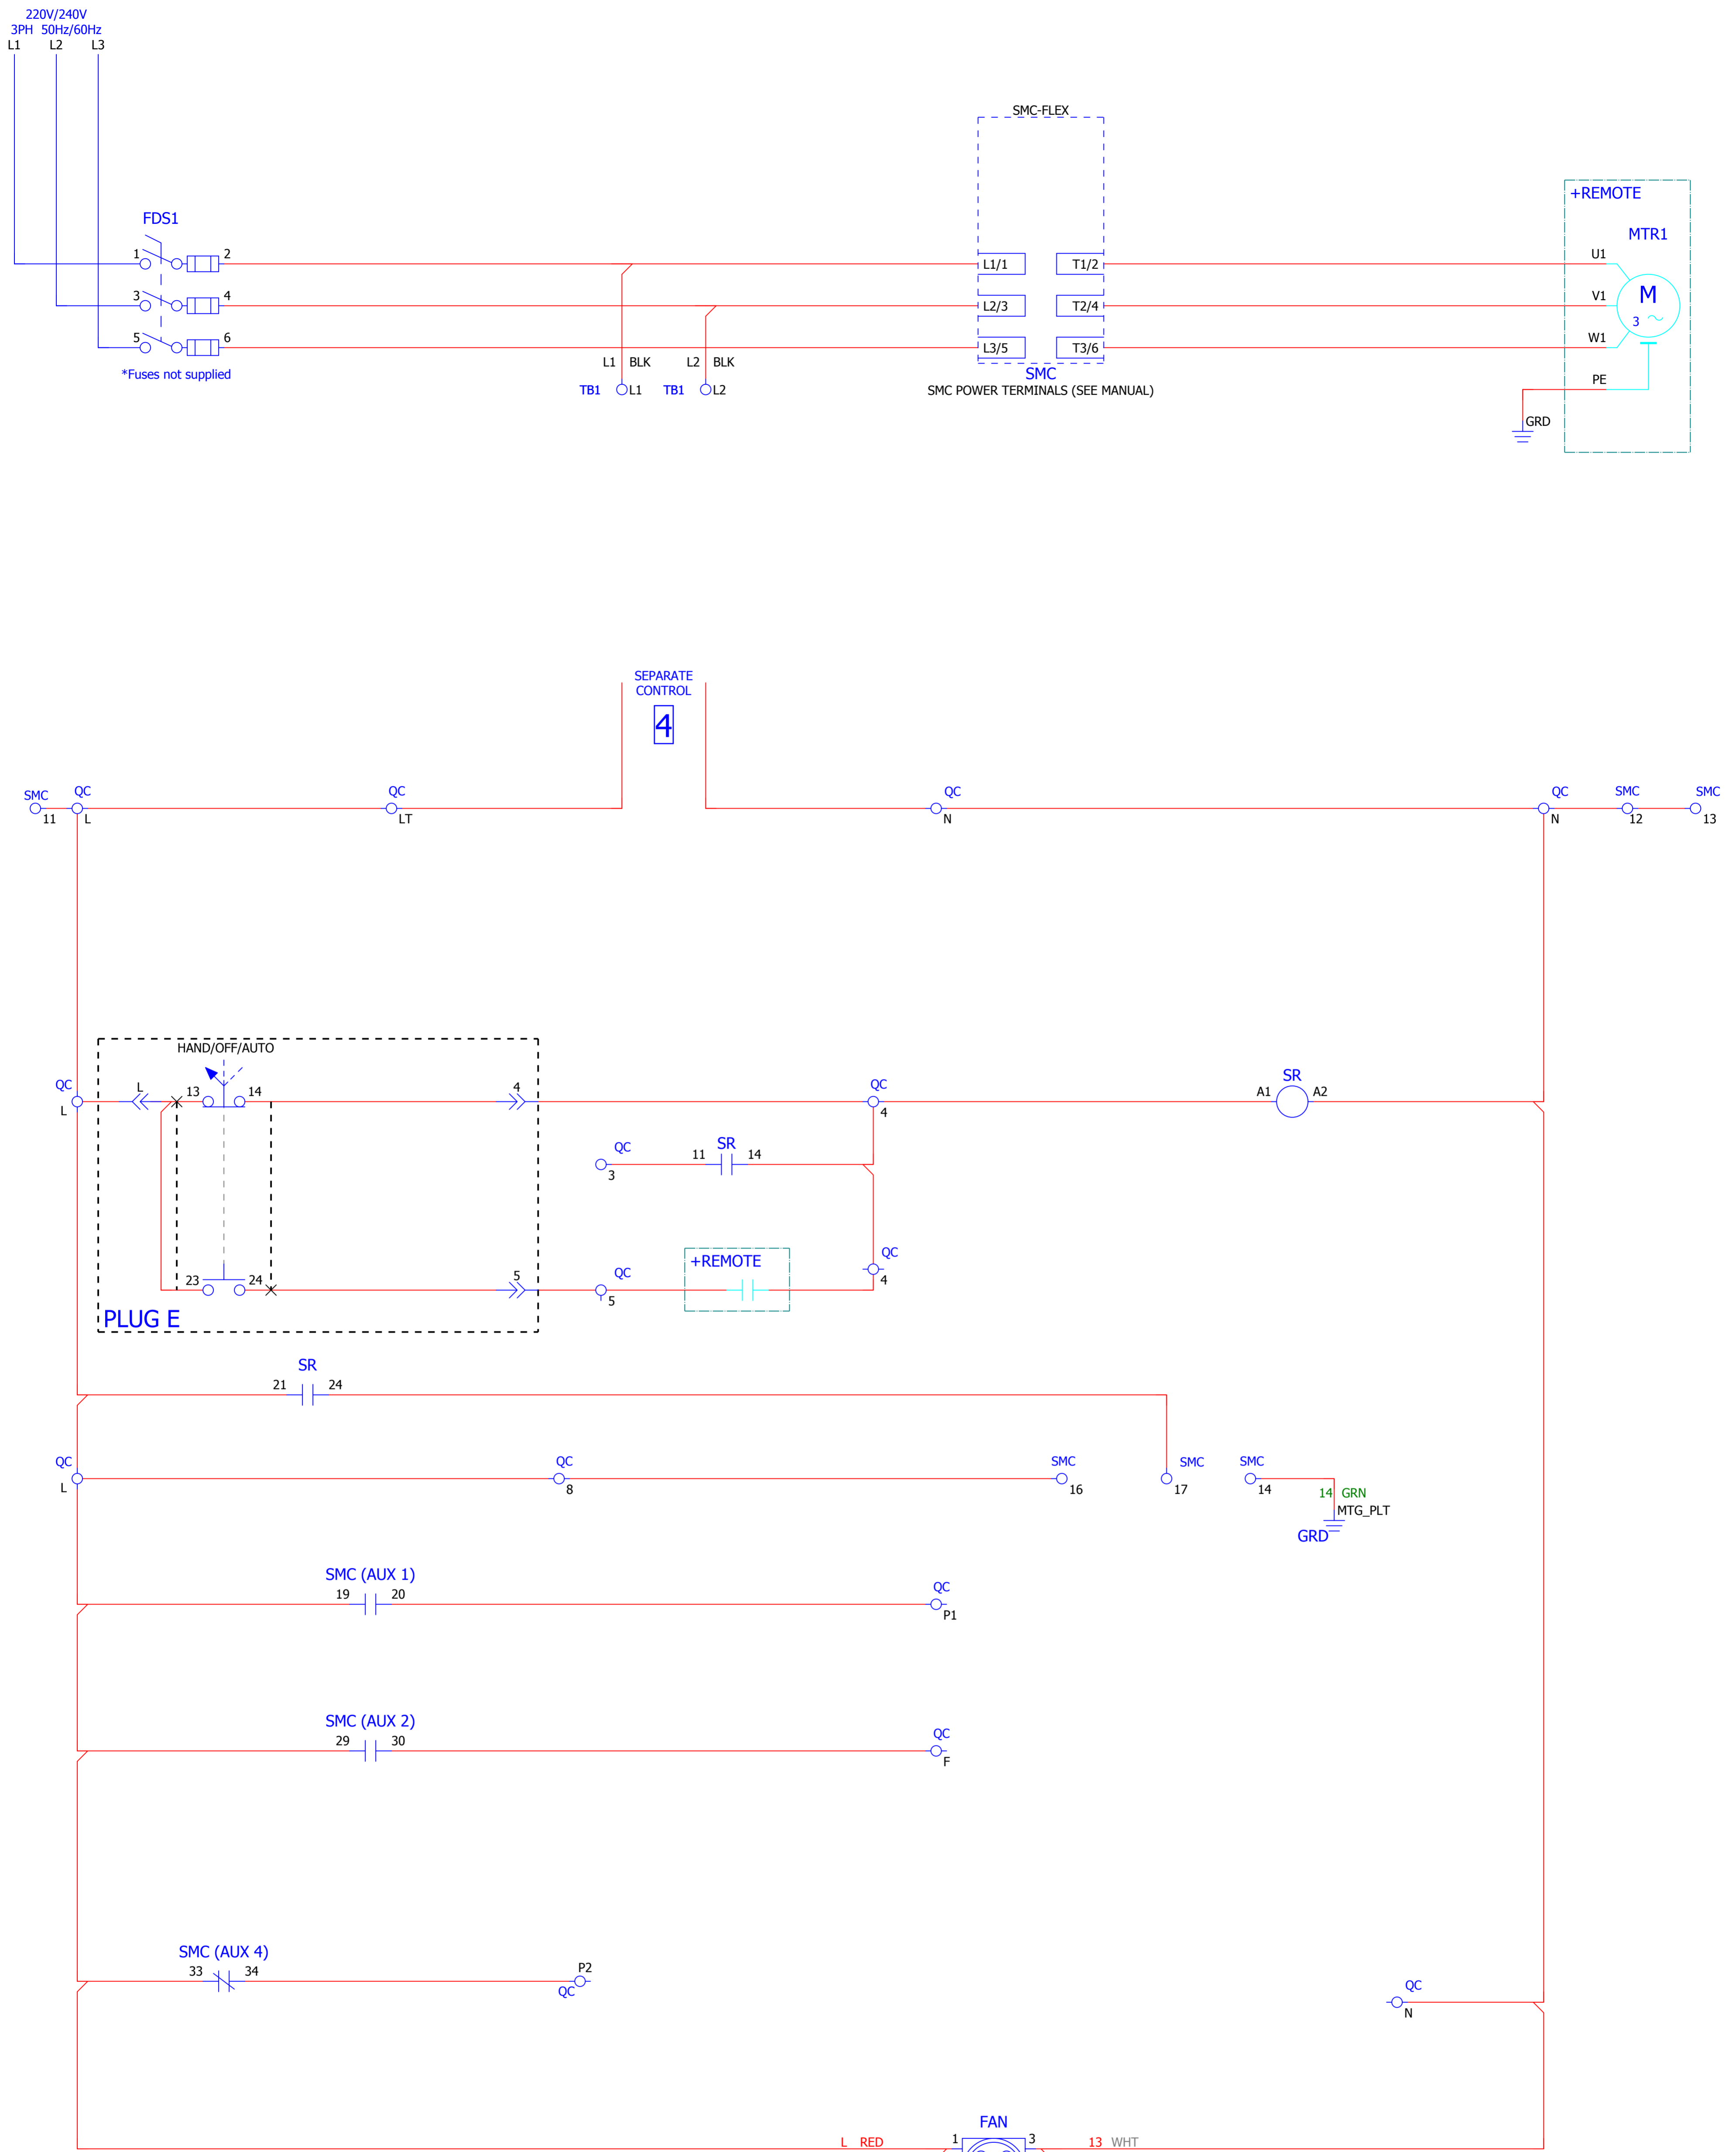 220V/240V
3PH 50Hz/60Hz
L1 L2 L3
SMC-FLEX
+REMOTE
FDS1
MTR1
1 2 L1/1 T1/2 U1
3 4 L2/3 T2/4 V1 M
3
5 6 L3/5 T3/6 W1
L1 BLK L2 BLK
*Fuses not supplied
SMC
TB1 L1 TB1 L2
SMC POWER TERMINALS (SEE MANUAL)
PE
GRD
SEPARATE
CONTROL
4
SMC QC QC QC QC SMC SMC
11 L LT N N 12 13
HAND/OFF/AUTO
QC L 13 14 4 QC SR
L 4 A1 A2
QC SR
3 11 14
+REMOTE QC
4
23 24 5 QC
5
PLUG E
SR
21 24
QC QC SMC SMC SMC
L 8 16 17 14
14 GRN
MTG_PLT
GRD
SMC (AUX 1)
19 20 QC
P1
SMC (AUX 2)
29 30 QC
F
SMC (AUX 4)
33 34 P2
QC
QC
N
FAN
L RED 1 3 13 WHT